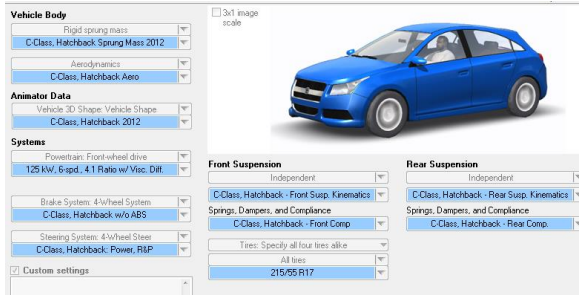 Vehicle Body
Rigid sprung mass
C-Class, Hatchback Sprung Mass 2012
Aerodynamics
C-Class, Hatchback Aero
Animator Data
Vehicle 3D Shape: Vehicle Shape
C-Class, Hatchback 2012
Systems
Powertrain: Front-wheel drive
125 kW, 6-spd., 4.1 Ratio w/ Visc. Diff.
Brake System: 4-Wheel System
C-Class, Hatchback w/o ABS
Steering System: 4-Wheel Steer
C-Class, Hatchback: Power, R&P
Custom settings
3x1 image
scale
Front Suspension
Independent
C-Class, Hatchback - Front Susp. Kinematics
Springs, Dampers, and Compliance
C-Class, Hatchback - Front Comp
Tires: Specify all four tires alike
All tires
215/55 R17
Rear Suspension
Independent
C-Class, Hatchback - Rear Susp. Kinematics
Springs, Dampers, and Compliance
C-Class, Hatchback - Rear Comp.